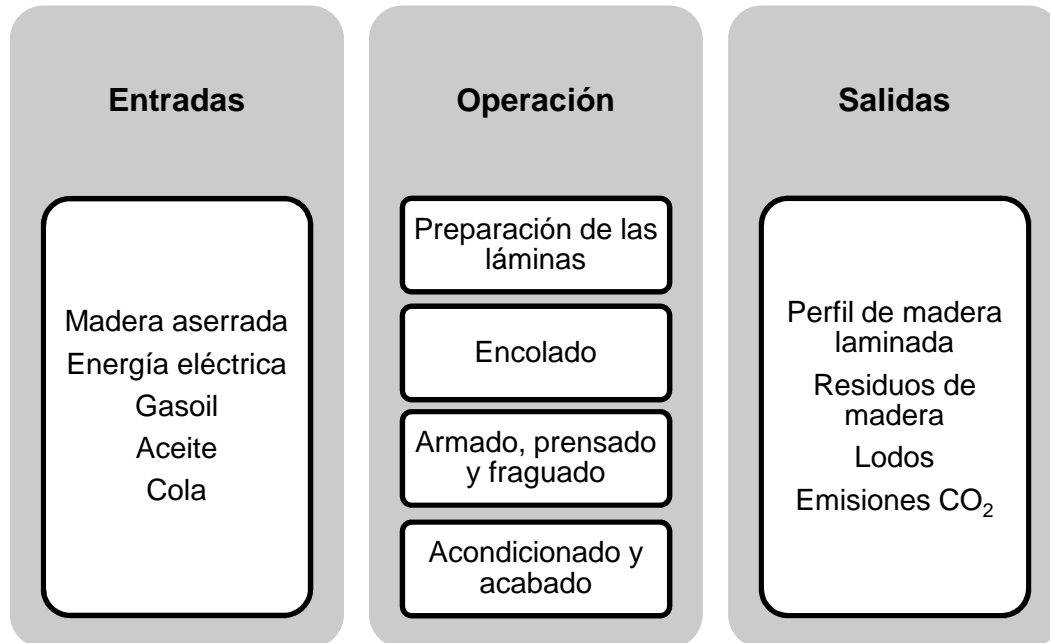 Entradas
Madera aserrada
Energía eléctrica
Gasoil
Aceite
Cola
Operación
Preparación de las
láminas
Encolado
Armado, prensado
y fraguado
Acondicionado y
acabado
Salidas
Perfil de madera
laminada
Residuos de
madera
Lodos
Emisiones CO₂